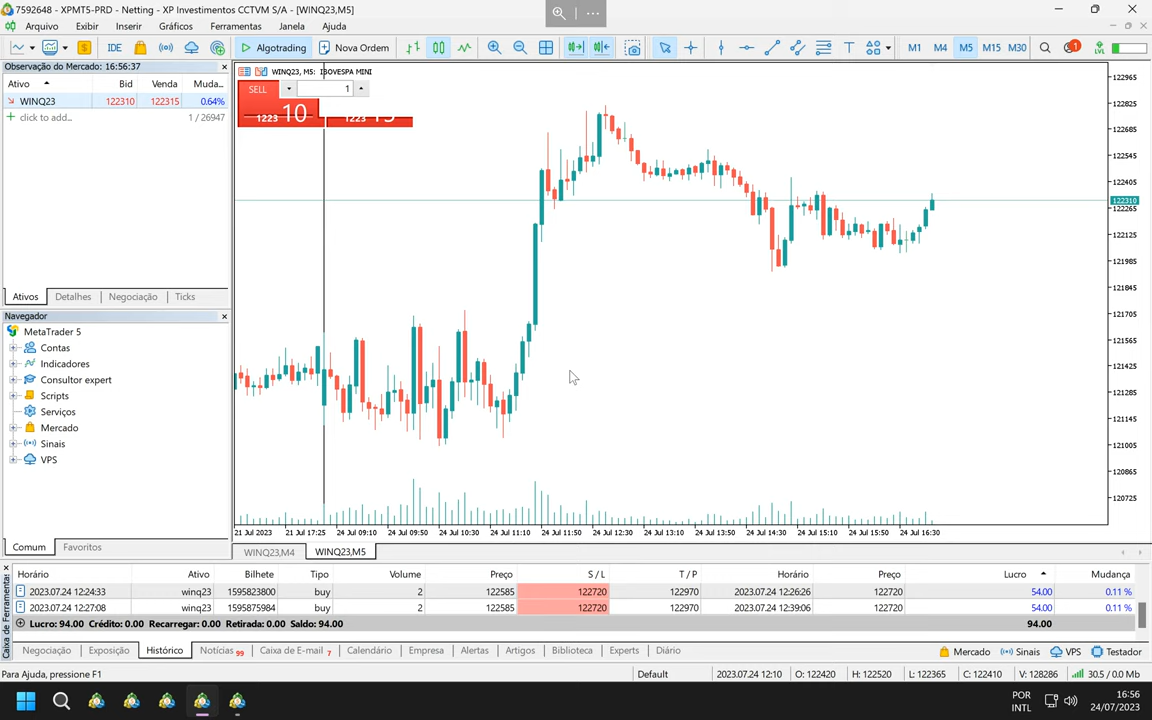 7592648 - XPMT5-PRD - Netting - XP Investimentos CCTVM S/A - [WINQ23,M5]
Arquivo Exibir Inserir Gráficos Ferramentas Janela Ajuda
IDE Algotrading Nova Ordem M1 M4 M5 M15 M30 1 LVL
Observação do Mercado: 16:56:37
Ativo Bid Venda Muda...
WINQ23 122310 122315 0.64%
click to add... 1 / 26947
Ativos Detalhes Negociação Ticks
Navegador
MetaTrader 5
Contas
Indicadores
Consultor expert
Scripts
Serviços
Mercado
Sinais
VPS
Comum Favoritos
WINQ23, M5: IBOVESPA MINI
SELL 1
1223 10 1223
122965
122825
122685
122545
122405
122310
122265
122125
121985
121845
121705
121565
121425
121285
121145
121005
120865
120725
21 Jul 2023 21 Jul 17:25 24 Jul 09:10 24 Jul 09:50 24 Jul 10:30 24 Jul 11:10 24 Jul 11:50 24 Jul 12:30 24 Jul 13:10 24 Jul 13:50 24 Jul 14:30 24 Jul 15:10 24 Jul 15:50 24 Jul 16:30
WINQ23,M4 WINQ23,M5
Caixa de Ferramentas
Horário Ativo Bilhete Tipo Volume Preço S / L T / P Horário Preço Lucro Mudança
2023.07.24 12:24:33 winq23 1595823800 buy 2 122585 122720 122970 2023.07.24 12:26:26 122720 54.00 0.11 %
2023.07.24 12:27:08 winq23 1595875984 buy 2 122585 122720 122970 2023.07.24 12:39:06 122720 54.00 0.11 %
Lucro: 94.00 Crédito: 0.00 Recarregar: 0.00 Retirada: 0.00 Saldo: 94.00 94.00
Negociação Exposição Histórico Notícias 99 Caixa de E-mail 7 Calendário Empresa Alertas Artigos Biblioteca Experts Diário Mercado Sinais VPS Testador
Para Ajuda, pressione F1 Default 2023.07.24 12:10 O: 122420 H: 122520 L: 122365 C: 122410 V: 128286 30.5 / 0.0 Mb
POR
INTL
16:56
24/07/2023